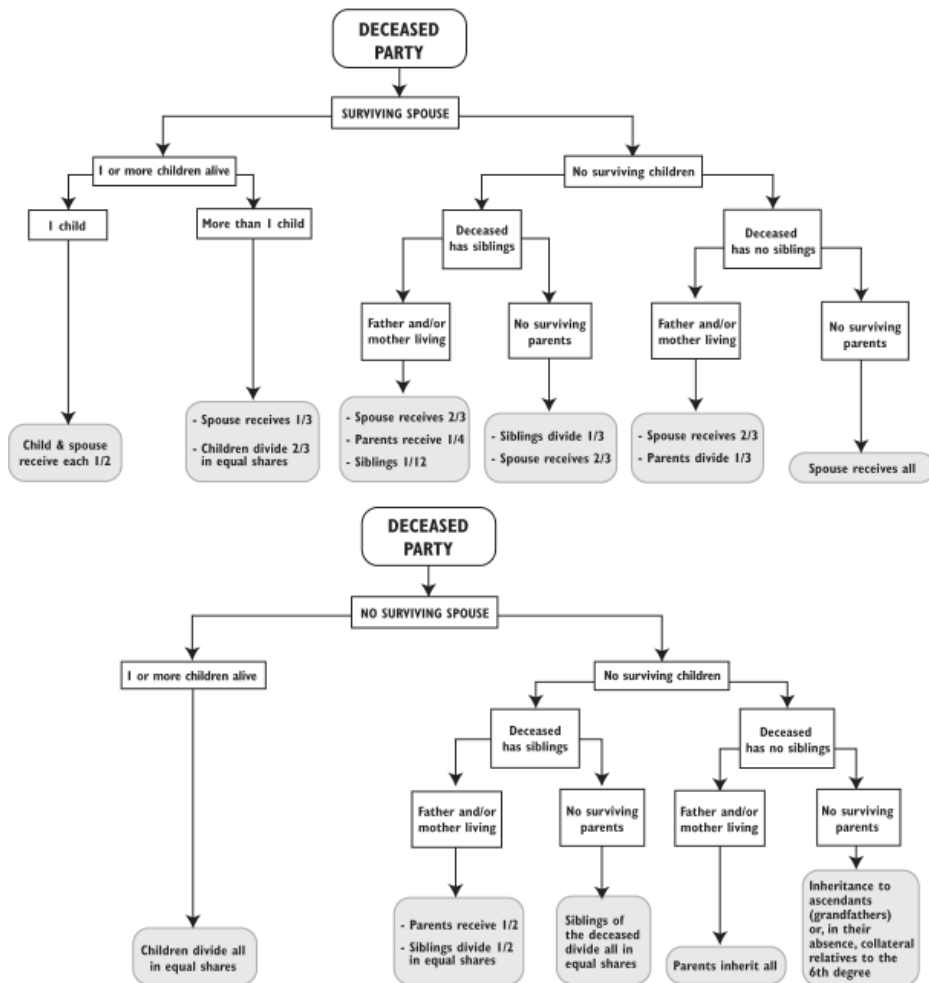 DECEASED
PARTY
SURVIVING SPOUSE
1 or more children alive
No surviving children
1 child
More than 1 child
Deceased
has siblings
Deceased
has no siblings
Father and/or
mother living
No surviving
parents
Father and/or
mother living
No surviving
parents
Child & spouse
receive each 1/2
- Spouse receives 1/3
- Children divide 2/3
in equal shares
- Spouse receives 2/3
- Parents receive 1/4
- Siblings 1/12
- Siblings divide 1/3
- Spouse receives 2/3
- Spouse receives 2/3
- Parents divide 1/3
Spouse receives all
DECEASED
PARTY
NO SURVIVING SPOUSE
1 or more children alive
No surviving children
Deceased
has siblings
Deceased
has no siblings
Father and/or
mother living
No surviving
parents
Father and/or
mother living
No surviving
parents
Children divide all
in equal shares
- Parents receive 1/2
- Siblings divide 1/2
in equal shares
Siblings of
the deceased
divide all in
equal shares
Parents inherit all
Inheritance to
ascendants
(grandfathers)
or, in their
absence, collateral
relatives to the
6th degree